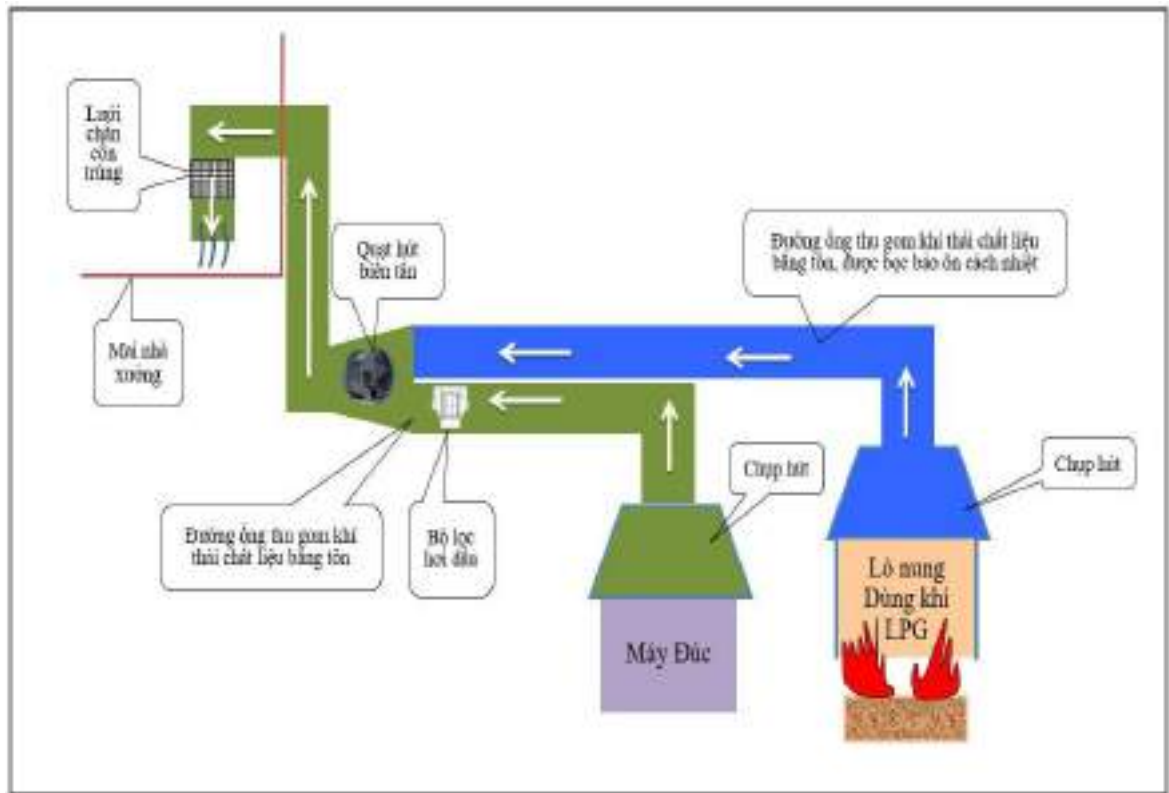 Lưới
chắn
côn
trùng
Quạt hút
biến tần
Đường ống thu gom khí thải chất liệu
bằng tôn, được bọc bảo ôn cách nhiệt
Mái nhà
xưởng
Chụp hút
Chụp hút
Đường ống thu gom khí
thải chất liệu bằng tôn
Bộ lọc
hơi dầu
Lò nung
Dùng khí
LPG
Máy Đúc